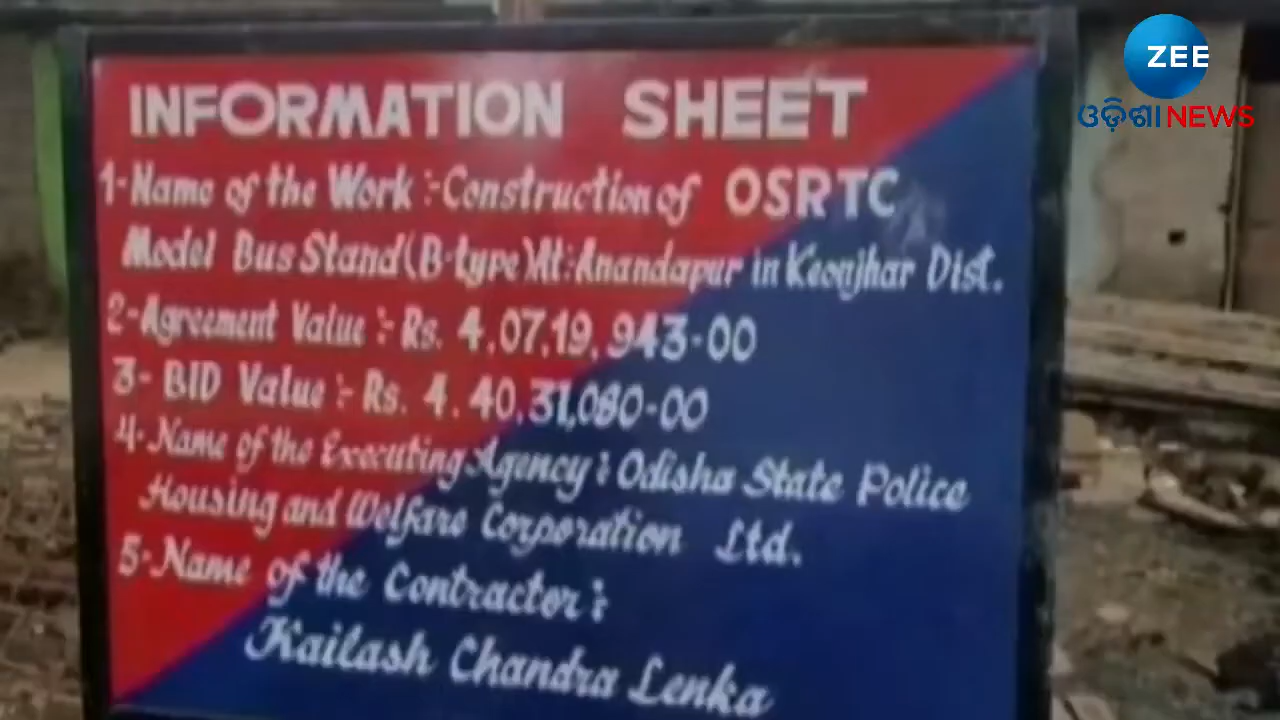 INFORMATION SHEET
1-Name of the Work :-Construction of OSRTC
Model Bus Stand(B-type)At:Anandapur in Keonjhar Dist.
2-Agreement Value :- Rs. 4.07.19.943-00
3- BID Value :- Rs. 4.40.31,080-00
4-Name of the Executing Agency : Odisha State Police
Housing and Welfare Corporation Ltd.
5-Name of the Contractor :
Kailash Chandra Lenka
ZEE
ଓଡ଼ିଶା NEWS